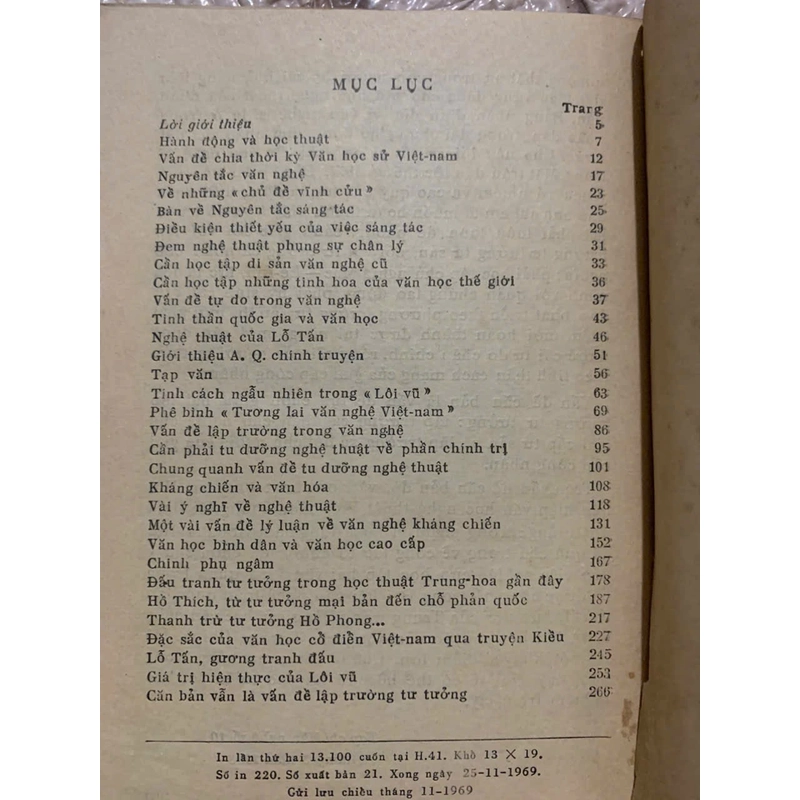 MỤC LỤC
Trang
Lời giới thiệu 5
Hành động và học thuật 7
Vấn đề chia thời kỳ Văn học sử Việt-nam 12
Nguyên tắc văn nghệ 17
Về những « chủ đề vĩnh cửu » 23
Bàn về Nguyên tắc sáng tác 25
Điều kiện thiết yếu của việc sáng tác 29
Đem nghệ thuật phụng sự chân lý 31
Cần học tập di sản văn nghệ cũ 33
Cần học tập những tinh hoa của văn học thế giới 36
Vấn đề tự do trong văn nghệ 37
Tinh thần quốc gia và văn học 43
Nghệ thuật của Lỗ Tấn 46
Giới thiệu A. Q. chính truyện 51
Tạp văn 56
Tính cách ngẫu nhiên trong « Lôi vũ » 63
Phê bình « Tương lai văn nghệ Việt-nam » 69
Vấn đề lập trường trong văn nghệ 86
Cần phải tu dưỡng nghệ thuật về phần chính trị 95
Chung quanh vấn đề tu dưỡng nghệ thuật 101
Kháng chiến và văn hóa 108
Vài ý nghĩ về nghệ thuật 118
Một vài vấn đề lý luận về văn nghệ kháng chiến 131
Văn học bình dân và văn học cao cấp 152
Chinh phụ ngâm 167
Đấu tranh tư tưởng trong học thuật Trung-hoa gần đây 178
Hồ Thích, từ tư tưởng mại bản đến chỗ phản quốc 187
Thanh trừ tư tưởng Hồ Phong... 217
Đặc sắc của văn học cổ điển Việt-nam qua truyện Kiều 227
Lỗ Tấn, gương tranh đấu 245
Giá trị hiện thực của Lôi vũ 253
Căn bản vẫn là vấn đề lập trường tư tưởng 266
In lần thứ hai 13.100 cuốn tại H.41. Khổ 13 × 19.
Số in 220. Số xuất bản 21. Xong ngày 25-11-1969.
Gửi lưu chiều tháng 11-1969